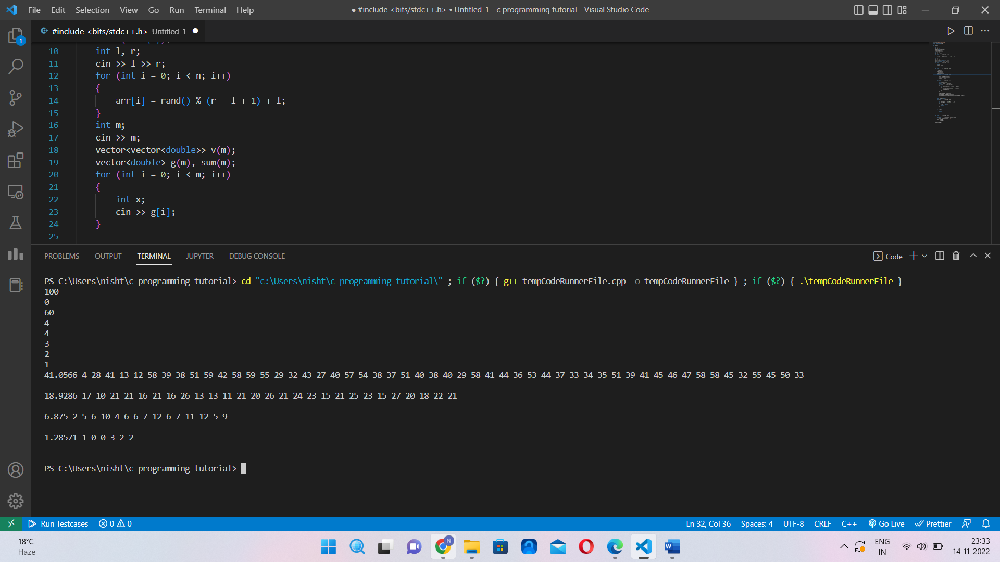 File Edit Selection View Go Run Terminal Help ● #include <bits/stdc++.h> • Untitled-1 - c programming tutorial - Visual Studio Code
#include <bits/stdc++.h> Untitled-1
1
10 int l, r;
11 cin >> l >> r;
12 for (int i = 0; i < n; i++)
13 {
14 arr[i] = rand() % (r - l + 1) + l;
15 }
16 int m;
17 cin >> m;
18 vector<vector<double>> v(m);
19 vector<double> g(m), sum(m);
20 for (int i = 0; i < m; i++)
21 {
22 int x;
23 cin >> g[i];
24 }
25
PROBLEMS OUTPUT TERMINAL JUPYTER DEBUG CONSOLE Code
PS C:\Users\nisht\c programming tutorial> cd "c:\Users\nisht\c programming tutorial\" ; if ($?) { g++ tempCodeRunnerFile.cpp -o tempCodeRunnerFile } ; if ($?) { .\tempCodeRunnerFile }
100
0
60
4
4
3
2
1
41.0566 4 28 41 13 12 58 39 38 51 59 42 58 59 55 29 32 43 27 40 57 54 38 37 51 40 38 40 29 58 41 44 36 53 44 37 33 34 35 51 39 41 45 46 47 58 58 45 32 55 45 50 33
18.9286 17 10 21 21 16 21 16 26 13 13 11 21 20 26 21 24 23 15 21 25 23 15 27 20 18 22 21
6.875 2 5 6 10 4 6 6 7 12 6 7 11 12 5 9
1.28571 1 0 0 3 2 2
PS C:\Users\nisht\c programming tutorial>
Run Testcases 0 0 Ln 32, Col 36 Spaces: 4 UTF-8 CRLF C++ Go Live Prettier
18°C
Haze
N
ENG
IN
23:33
14-11-2022